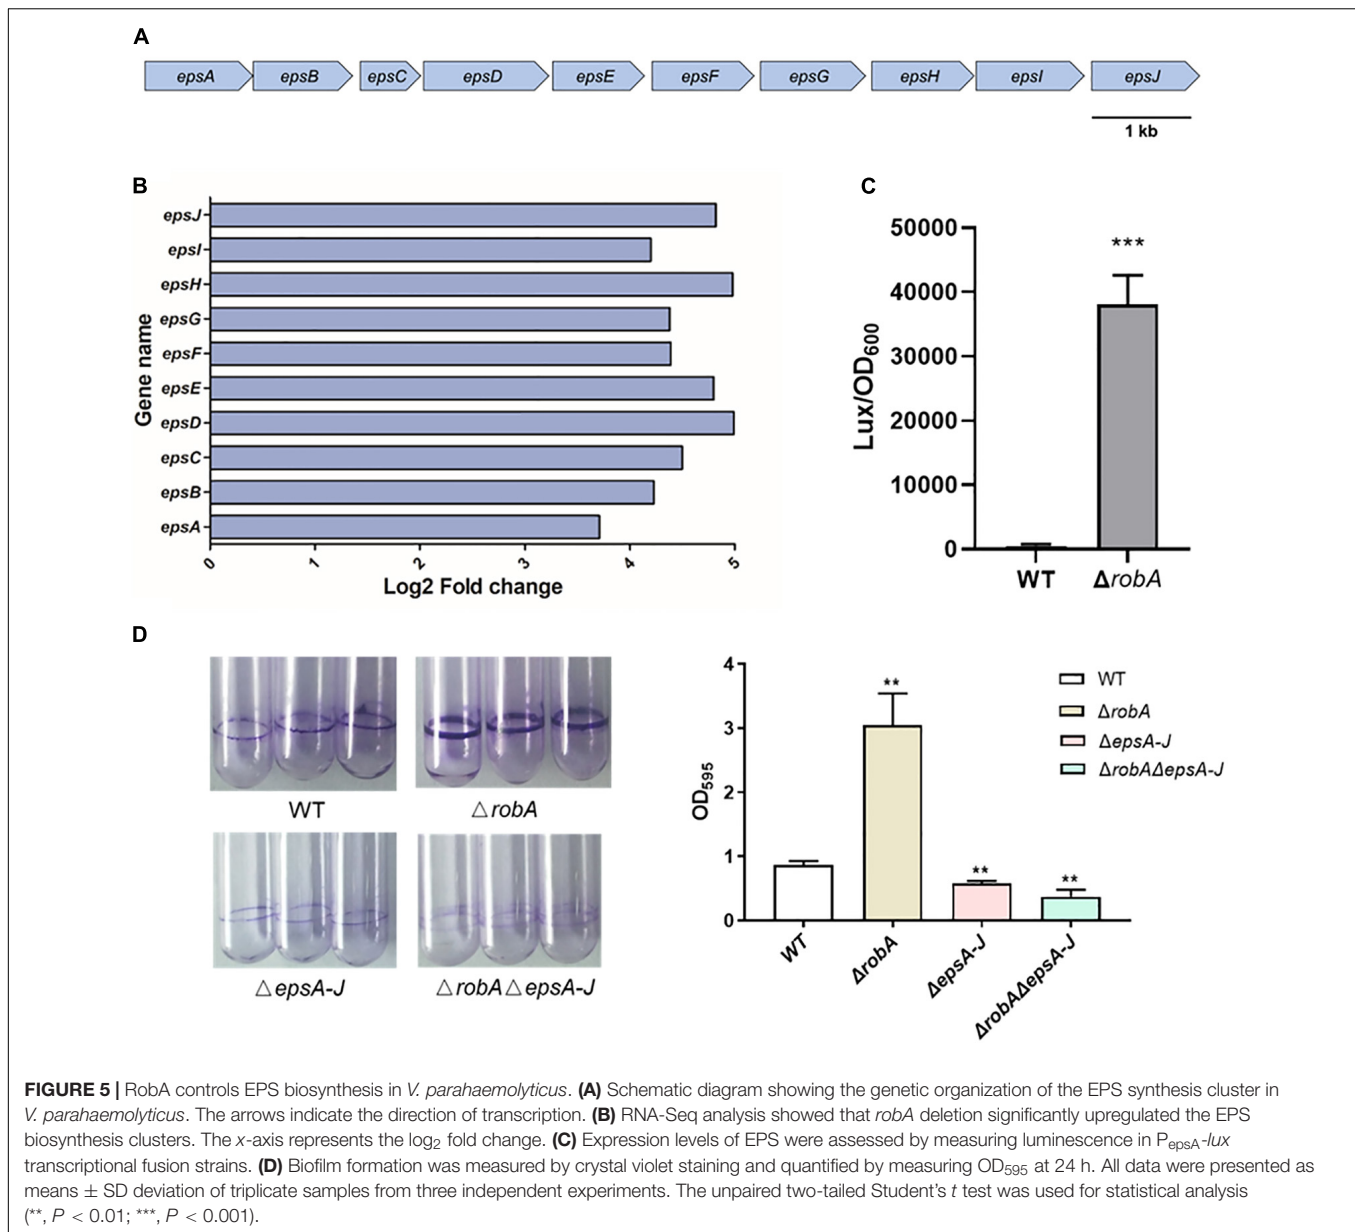 A
epsA epsB epsC epsD epsE epsF epsG epsH epsI epsJ
1 kb
B
Gene name
epsJ
epsI
epsH
epsG
epsF
epsE
epsD
epsC
epsB
epsA
0 1 2 3 4 5
Log2 Fold change
C
Lux/OD600
50000
40000
30000
20000
10000
0
***
WT ΔrobA
D
WT △robA
△epsA-J △robA△epsA-J
OD595
4
3
2
1
0
** ** **
WT ΔrobA ΔepsA-J ΔrobAΔepsA-J
WT
ΔrobA
ΔepsA-J
ΔrobAΔepsA-J
FIGURE 5 | RobA controls EPS biosynthesis in V. parahaemolyticus. (A) Schematic diagram showing the genetic organization of the EPS synthesis cluster in
V. parahaemolyticus. The arrows indicate the direction of transcription. (B) RNA-Seq analysis showed that robA deletion significantly upregulated the EPS
biosynthesis clusters. The x-axis represents the log2 fold change. (C) Expression levels of EPS were assessed by measuring luminescence in PepsA-lux
transcriptional fusion strains. (D) Biofilm formation was measured by crystal violet staining and quantified by measuring OD595 at 24 h. All data were presented as
means ± SD deviation of triplicate samples from three independent experiments. The unpaired two-tailed Student's t test was used for statistical analysis
(**, P < 0.01; ***, P < 0.001).